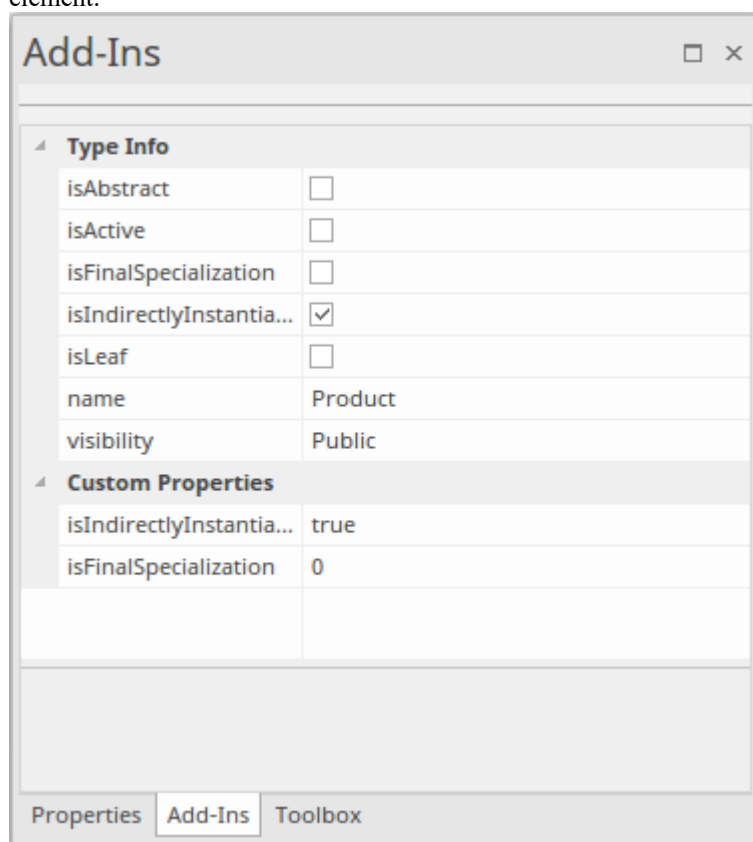 element.
Add-Ins
Type Info
isAbstract
isActive
isFinalSpecialization
isIndirectlyInstantia...
isLeaf
name Product
visibility Public
Custom Properties
isIndirectlyInstantia... true
isFinalSpecialization 0
Properties Add-Ins Toolbox